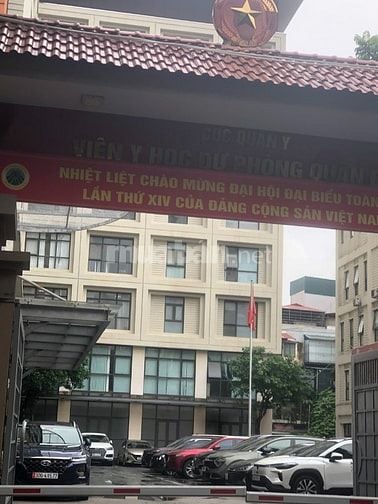 CỤC QUÂN Y
VIỆN Y HỌC DỰ PHÒNG QUÂN
NHIỆT LIỆT CHÀO MỪNG ĐẠI HỘI ĐẠI BIỂU TOÀN
LẦN THỨ XIV CỦA ĐẢNG CỘNG SẢN VIỆT NAM